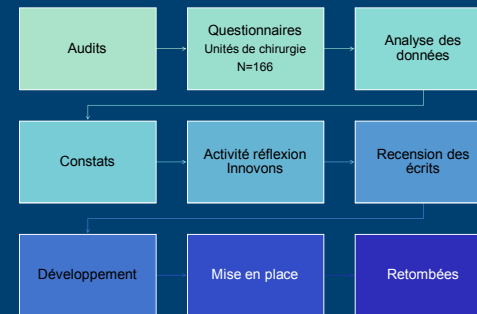 Audits
Questionnaires
Unités de chirurgie
N=166
Analyse des
données
Constats
Activité réflexion
Innovons
Recension des
écrits
Développement
Mise en place
Retombées